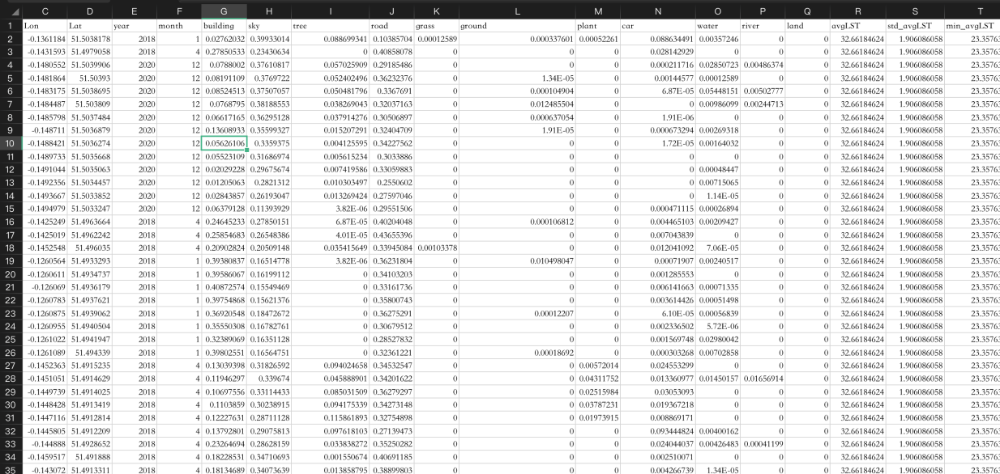 C D E F G H I J K L M N O P Q R S T
1 Lon Lat year month building sky tree road grass ground plant car water river land avgLST std_avgLST min_avgLST
2 -0.1361184 51.5038178 2018 1 0.02762032 0.39933014 0.088699341 0.10385704 0.00012589 0.000337601 0.00052261 0.088634491 0.00357246 0 0 32.66184624 1.906086058 23.3576
3 -0.1431593 51.4979058 2018 4 0.27850533 0.23430634 0 0.40858078 0 0 0 0.028142929 0 0 0 32.66184624 1.906086058 23.3576
4 -0.1480552 51.5039906 2020 12 0.0788002 0.37610817 0.057025909 0.29185486 0 0 0 0.000211716 0.02850723 0.00486374 0 32.66184624 1.906086058 23.3576
5 -0.1481864 51.50393 2020 12 0.08191109 0.3769722 0.052402496 0.36232376 0 1.34E-05 0 0.00144577 0.00012589 0 0 32.66184624 1.906086058 23.3576
6 -0.1483175 51.5038695 2020 12 0.08524513 0.37507057 0.050481796 0.3367691 0 0.000104904 0 6.87E-05 0.05448151 0.00502777 0 32.66184624 1.906086058 23.3576
7 -0.1484487 51.503809 2020 12 0.0768795 0.38188553 0.038269043 0.32037163 0 0.012485504 0 0 0.00986099 0.00244713 0 32.66184624 1.906086058 23.3576
8 -0.1485798 51.5037484 2020 12 0.06617165 0.36295128 0.037914276 0.30506897 0 0.000637054 0 1.91E-06 0 0 0 32.66184624 1.906086058 23.3576
9 -0.148711 51.5036879 2020 12 0.13608933 0.35599327 0.015207291 0.32404709 0 1.91E-05 0 0.000673294 0.00269318 0 0 32.66184624 1.906086058 23.3576
10 -0.1488421 51.5036274 2020 12 0.05626106 0.3359375 0.004125595 0.34227562 0 0 0 1.72E-05 0.00164032 0 0 32.66184624 1.906086058 23.3576
11 -0.1489733 51.5035668 2020 12 0.05523109 0.31686974 0.005615234 0.3033886 0 0 0 0 0 0 0 32.66184624 1.906086058 23.3576
12 -0.1491044 51.5035063 2020 12 0.02029228 0.29675674 0.007419586 0.33059883 0 0 0 0 0.00048447 0 0 32.66184624 1.906086058 23.3576
13 -0.1492356 51.5034457 2020 12 0.01205063 0.2821312 0.010303497 0.2550602 0 0 0 0 0.00715065 0 0 32.66184624 1.906086058 23.3576
14 -0.1493667 51.5033852 2020 12 0.02843857 0.26193047 0.013269424 0.27597046 0 0 0 0 1.14E-05 0 0 32.66184624 1.906086058 23.3576
15 -0.1494979 51.5033247 2020 12 0.06379128 0.11393929 3.82E-06 0.29551506 0 0 0 0.000471115 0.00026894 0 0 32.66184624 1.906086058 23.3576
16 -0.1425249 51.4963664 2018 4 0.24645233 0.27850151 6.87E-05 0.40204048 0 0.000106812 0 0.004465103 0.00209427 0 0 32.66184624 1.906086058 23.3576
17 -0.1425019 51.4962242 2018 4 0.25854683 0.26548386 4.01E-05 0.43655396 0 0 0 0.007043839 0 0 0 32.66184624 1.906086058 23.3576
18 -0.1452548 51.496035 2018 4 0.20902824 0.20509148 0.035415649 0.33945084 0.00103378 0 0 0.012041092 7.06E-05 0 0 32.66184624 1.906086058 23.3576
19 -0.1260564 51.4933293 2018 1 0.39380837 0.16514778 3.82E-06 0.36231804 0 0.010498047 0 0.00071907 0.00240517 0 0 32.66184624 1.906086058 23.3576
20 -0.1260611 51.4934737 2018 1 0.39586067 0.16199112 0 0.34103203 0 0 0 0.001285553 0 0 0 32.66184624 1.906086058 23.3576
21 -0.126069 51.4936179 2018 1 0.40872574 0.15549469 0 0.33161736 0 0 0 0.006141663 0.00071335 0 0 32.66184624 1.906086058 23.3576
22 -0.1260783 51.4937621 2018 1 0.39754868 0.15621376 0 0.35800743 0 0 0 0.003614426 0.00051498 0 0 32.66184624 1.906086058 23.3576
23 -0.1260875 51.4939062 2018 1 0.36920548 0.18472672 0 0.36275291 0 0.00012207 0 6.10E-05 0.00056839 0 0 32.66184624 1.906086058 23.3576
24 -0.1260955 51.4940504 2018 1 0.35550308 0.16782761 0 0.30679512 0 0 0 0.002336502 5.72E-06 0 0 32.66184624 1.906086058 23.3576
25 -0.1261022 51.4941947 2018 1 0.32389069 0.16351128 0 0.28527832 0 0 0 0.001569748 0.02980042 0 0 32.66184624 1.906086058 23.3576
26 -0.1261089 51.494339 2018 1 0.39802551 0.16564751 0 0.32361221 0 0.00018692 0 0.000303268 0.00702858 0 0 32.66184624 1.906086058 23.3576
27 -0.1452363 51.4915235 2018 4 0.13039398 0.31826592 0.094024658 0.34532547 0 0 0.00572014 0.024553299 0 0 0 32.66184624 1.906086058 23.3576
28 -0.1451051 51.4914629 2018 4 0.11946297 0.339674 0.045888901 0.34201622 0 0 0.04311752 0.013360977 0.01450157 0.01656914 0 32.66184624 1.906086058 23.3576
29 -0.1449739 51.4914025 2018 4 0.10697556 0.33114433 0.085031509 0.36279297 0 0 0.02515984 0.03053093 0 0 0 32.66184624 1.906086058 23.3576
30 -0.1448428 51.4913419 2018 4 0.1103859 0.30238915 0.094175339 0.34273148 0 0 0.03787231 0.019367218 0 0 0 32.66184624 1.906086058 23.3576
31 -0.1447116 51.4912814 2018 4 0.12227631 0.28711128 0.115861893 0.32754898 0 0 0.01973915 0.008869171 0 0 0 32.66184624 1.906086058 23.3576
32 -0.1445805 51.4912209 2018 4 0.13792801 0.29075813 0.097618103 0.27139473 0 0 0 0.093444824 0.00400162 0 0 32.66184624 1.906086058 23.3576
33 -0.144888 51.4928652 2018 4 0.23264694 0.28628159 0.033838272 0.35250282 0 0 0 0.024044037 0.00426483 0.00041199 0 32.66184624 1.906086058 23.3576
34 -0.1459517 51.491888 2018 4 0.18228531 0.34710693 0.001550674 0.40691185 0 0 0 0.002510071 0 0 0 32.66184624 1.906086058 23.3576
35 -0.143072 51.4913311 2018 4 0.18134689 0.34073639 0.013858795 0.38899803 0 0 0 0.004266739 1.34E-05 0 0 32.66184624 1.906086058 23.3576